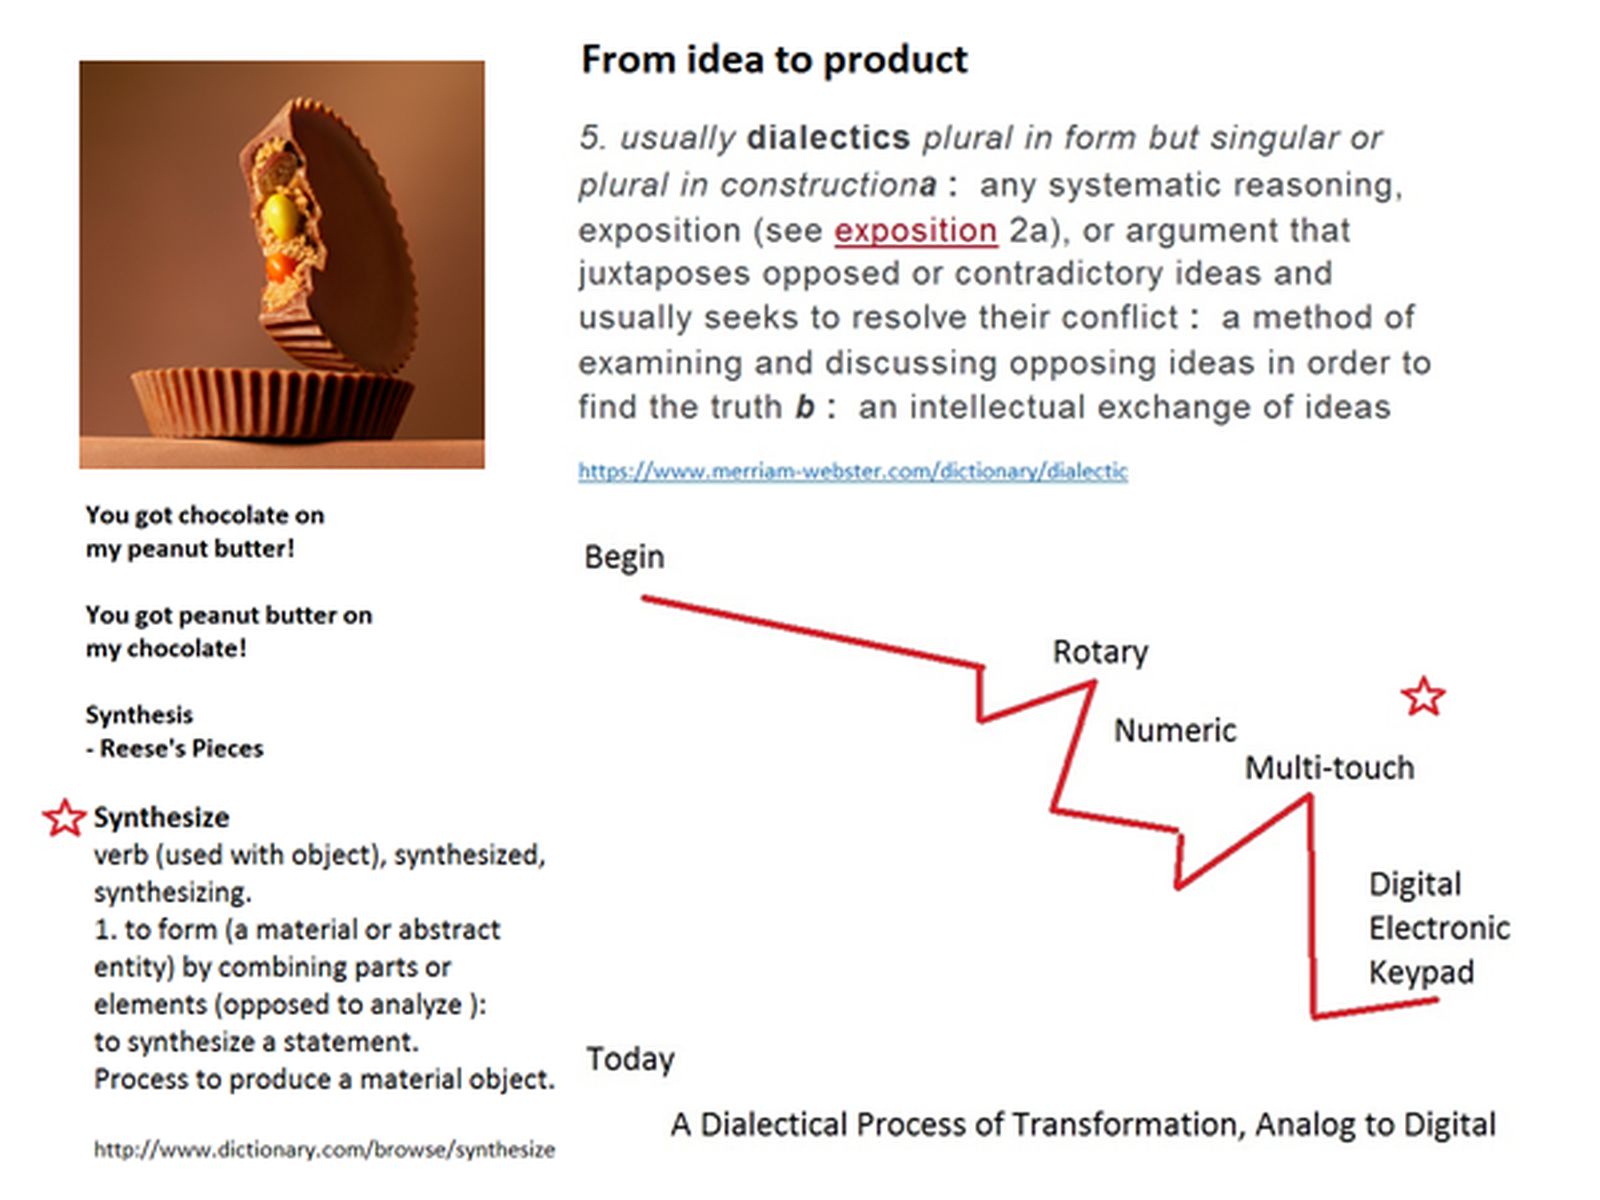 From idea to product
5. usually dialectics plural in form but singular or
plural in constructiona : any systematic reasoning,
exposition (see exposition 2a), or argument that
juxtaposes opposed or contradictory ideas and
usually seeks to resolve their conflict : a method of
examining and discussing opposing ideas in order to
find the truth b : an intellectual exchange of ideas
https://www.merriam-webster.com/dictionary/dialectic
You got chocolate on
my peanut butter!
You got peanut butter on
my chocolate!
Synthesis
- Reese's Pieces
Synthesize
verb (used with object), synthesized,
synthesizing.
1. to form (a material or abstract
entity) by combining parts or
elements (opposed to analyze ):
to synthesize a statement.
Process to produce a material object.
http://www.dictionary.com/browse/synthesize
Begin
Rotary
Numeric
Multi-touch
Digital
Electronic
Keypad
Today
A Dialectical Process of Transformation, Analog to Digital